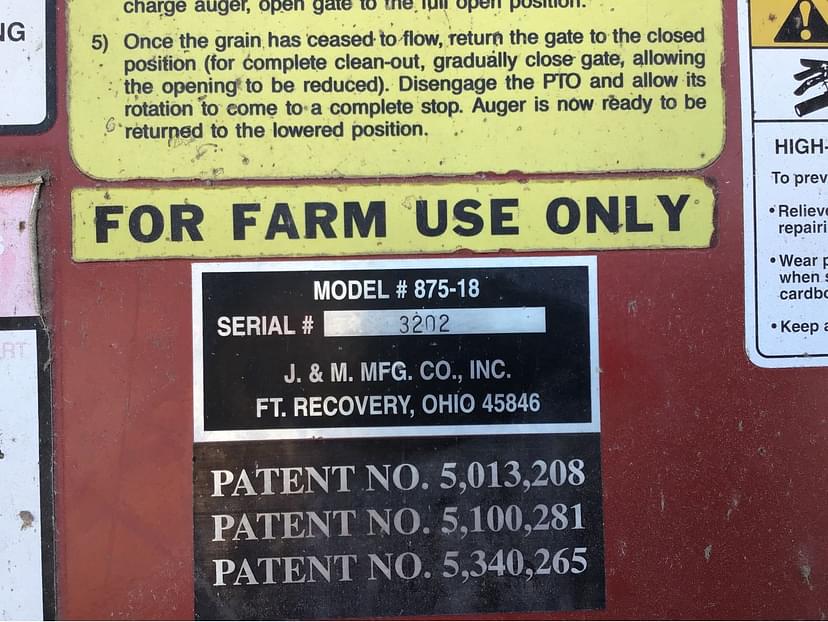 charge auger, open gate to the full open position.
5) Once the grain has ceased to flow, return the gate to the closed
position (for complete clean-out, gradually close gate, allowing
the opening to be reduced). Disengage the PTO and allow its
rotation to come to a complete stop. Auger is now ready to be
returned to the lowered position.
FOR FARM USE ONLY
MODEL # 875-18
SERIAL # 3202
J. & M. MFG. CO., INC.
FT. RECOVERY, OHIO 45846
PATENT NO. 5,013,208
PATENT NO. 5,100,281
PATENT NO. 5,340,265
NG
RT
HIGH-
To prev
• Relieve
repairi
• Wear p
when s
cardbo
• Keep a